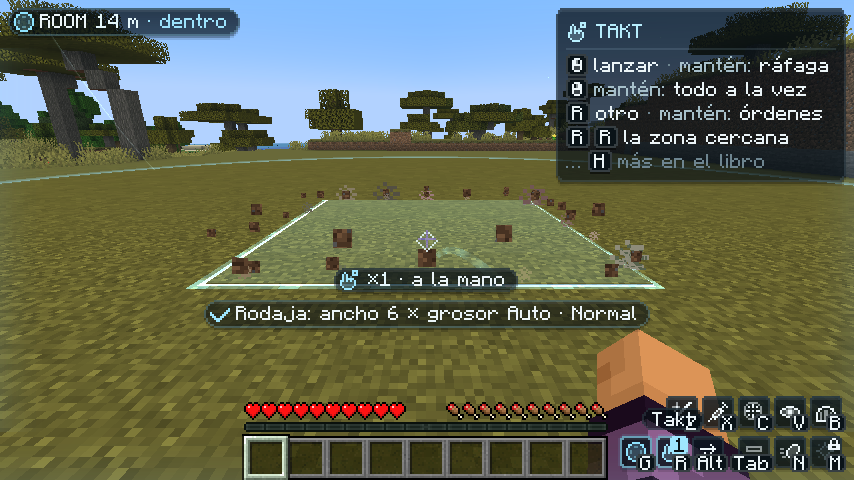 ROOM 14 m · dentro
TAKT
lanzar · mantén: ráfaga
mantén: todo a la vez
R otro · mantén: órdenes
R R la zona cercana
... H más en el libro
×1 · a la mano
Rodaja: ancho 6 × grosor Auto · Normal
Takt
Z X C V B
1
G R Alt Tab N M